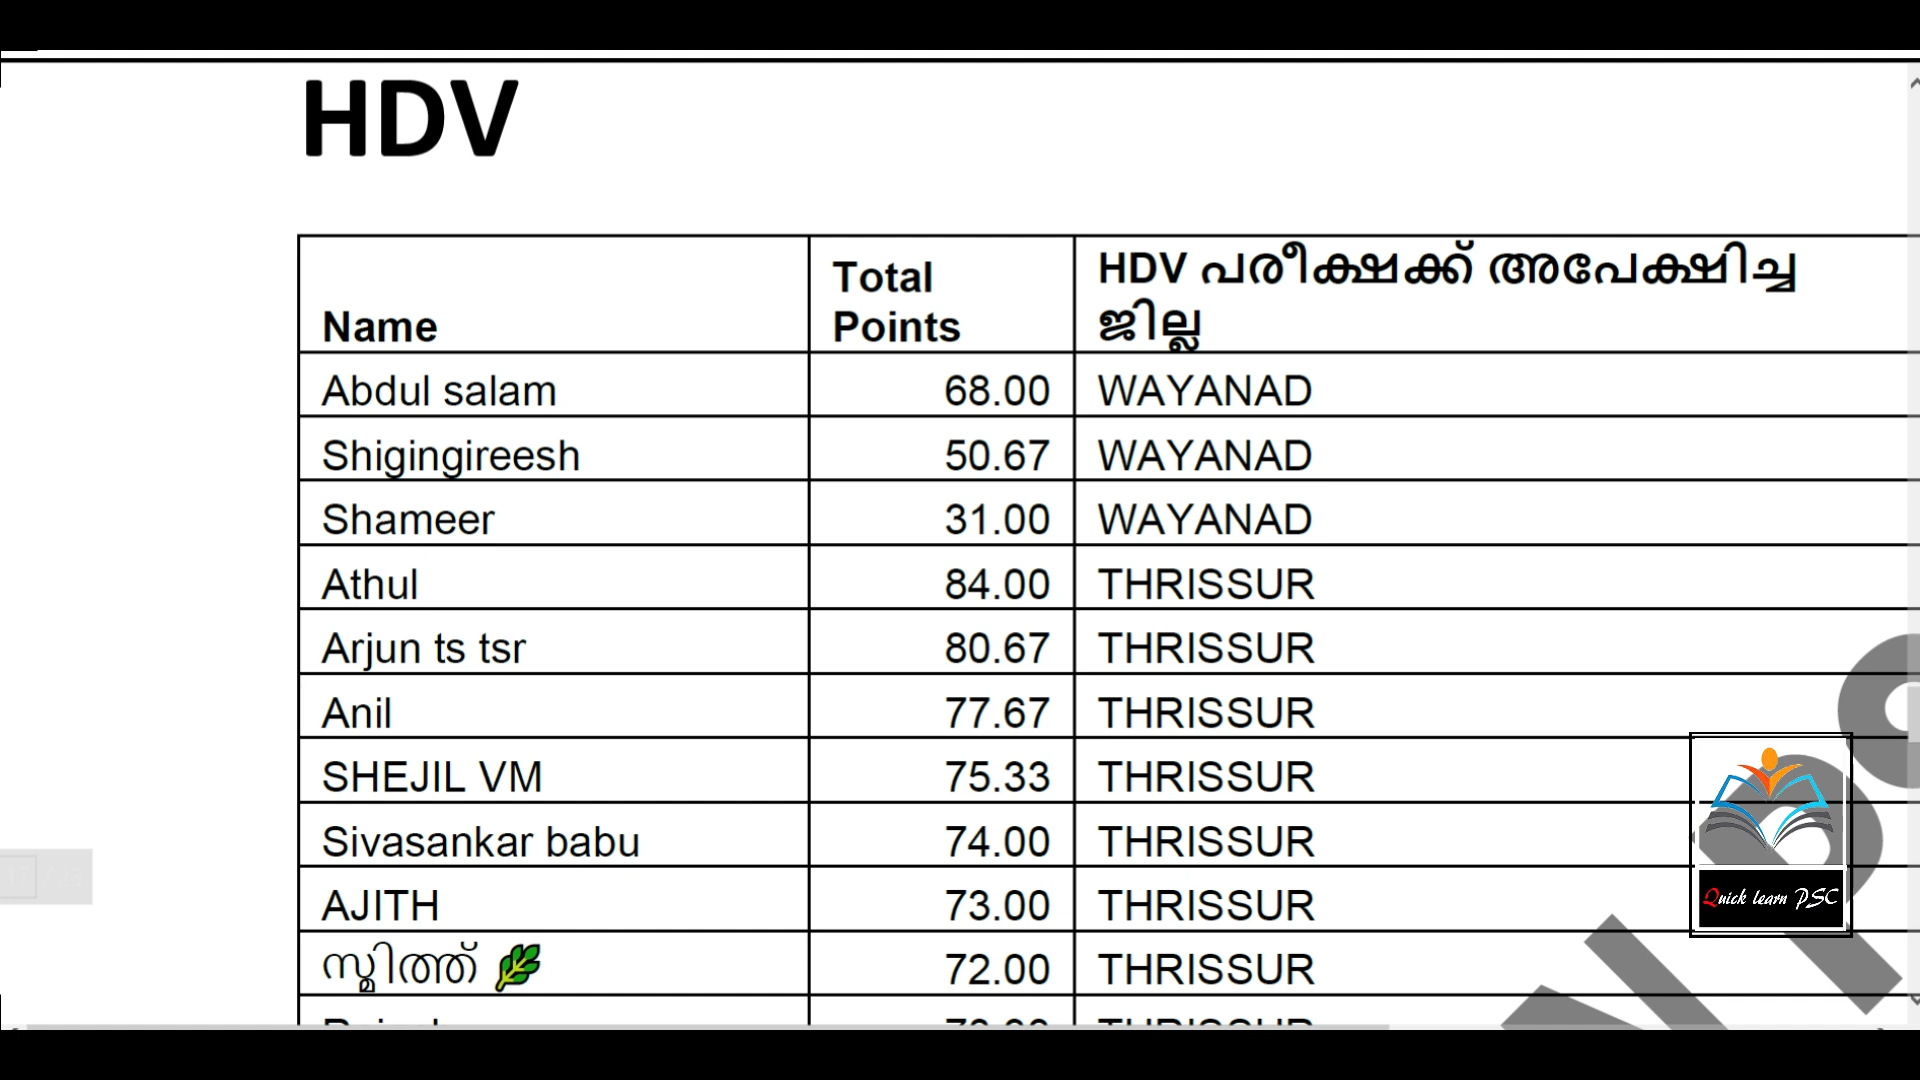 HDV
Name
Total
Points
HDV പരീക്ഷക്ക് അപേക്ഷിച്ച
ജില്ല
Abdul salam 68.00 WAYANAD
Shigingireesh 50.67 WAYANAD
Shameer 31.00 WAYANAD
Athul 84.00 THRISSUR
Arjun ts tsr 80.67 THRISSUR
Anil 77.67 THRISSUR
SHEJIL VM 75.33 THRISSUR
Sivasankar babu 74.00 THRISSUR
AJITH 73.00 THRISSUR
സ്മിത്ത് 🌿 72.00 THRISSUR
Quick learn PSC